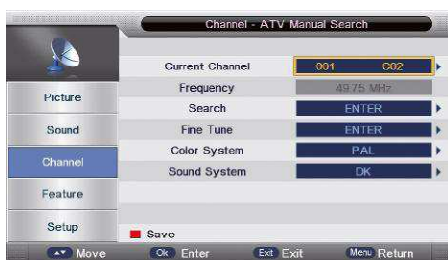 Channel - ATV Manual Search
Current Channel 001 C02
Frequency 49.75 MHz
Search ENTER
Fine Tune ENTER
Color System PAL
Sound System DK
Picture
Sound
Channel
Feature
Setup
Save
Move Ok Enter Exit Exit Menu Return